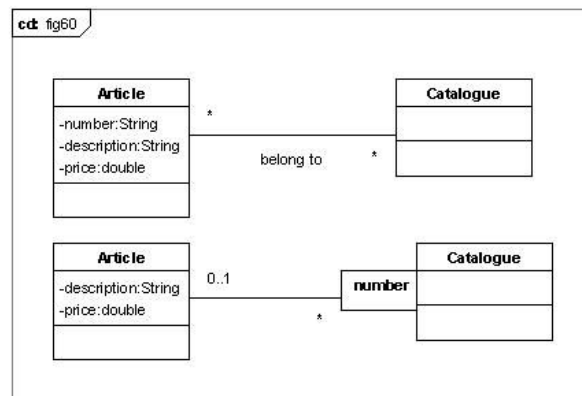 cd: fig60
Article
Catalogue
-number:String
-description:String
-price:double
*
belong to
*
Article
Catalogue
-description:String
-price:double
0..1
number
*